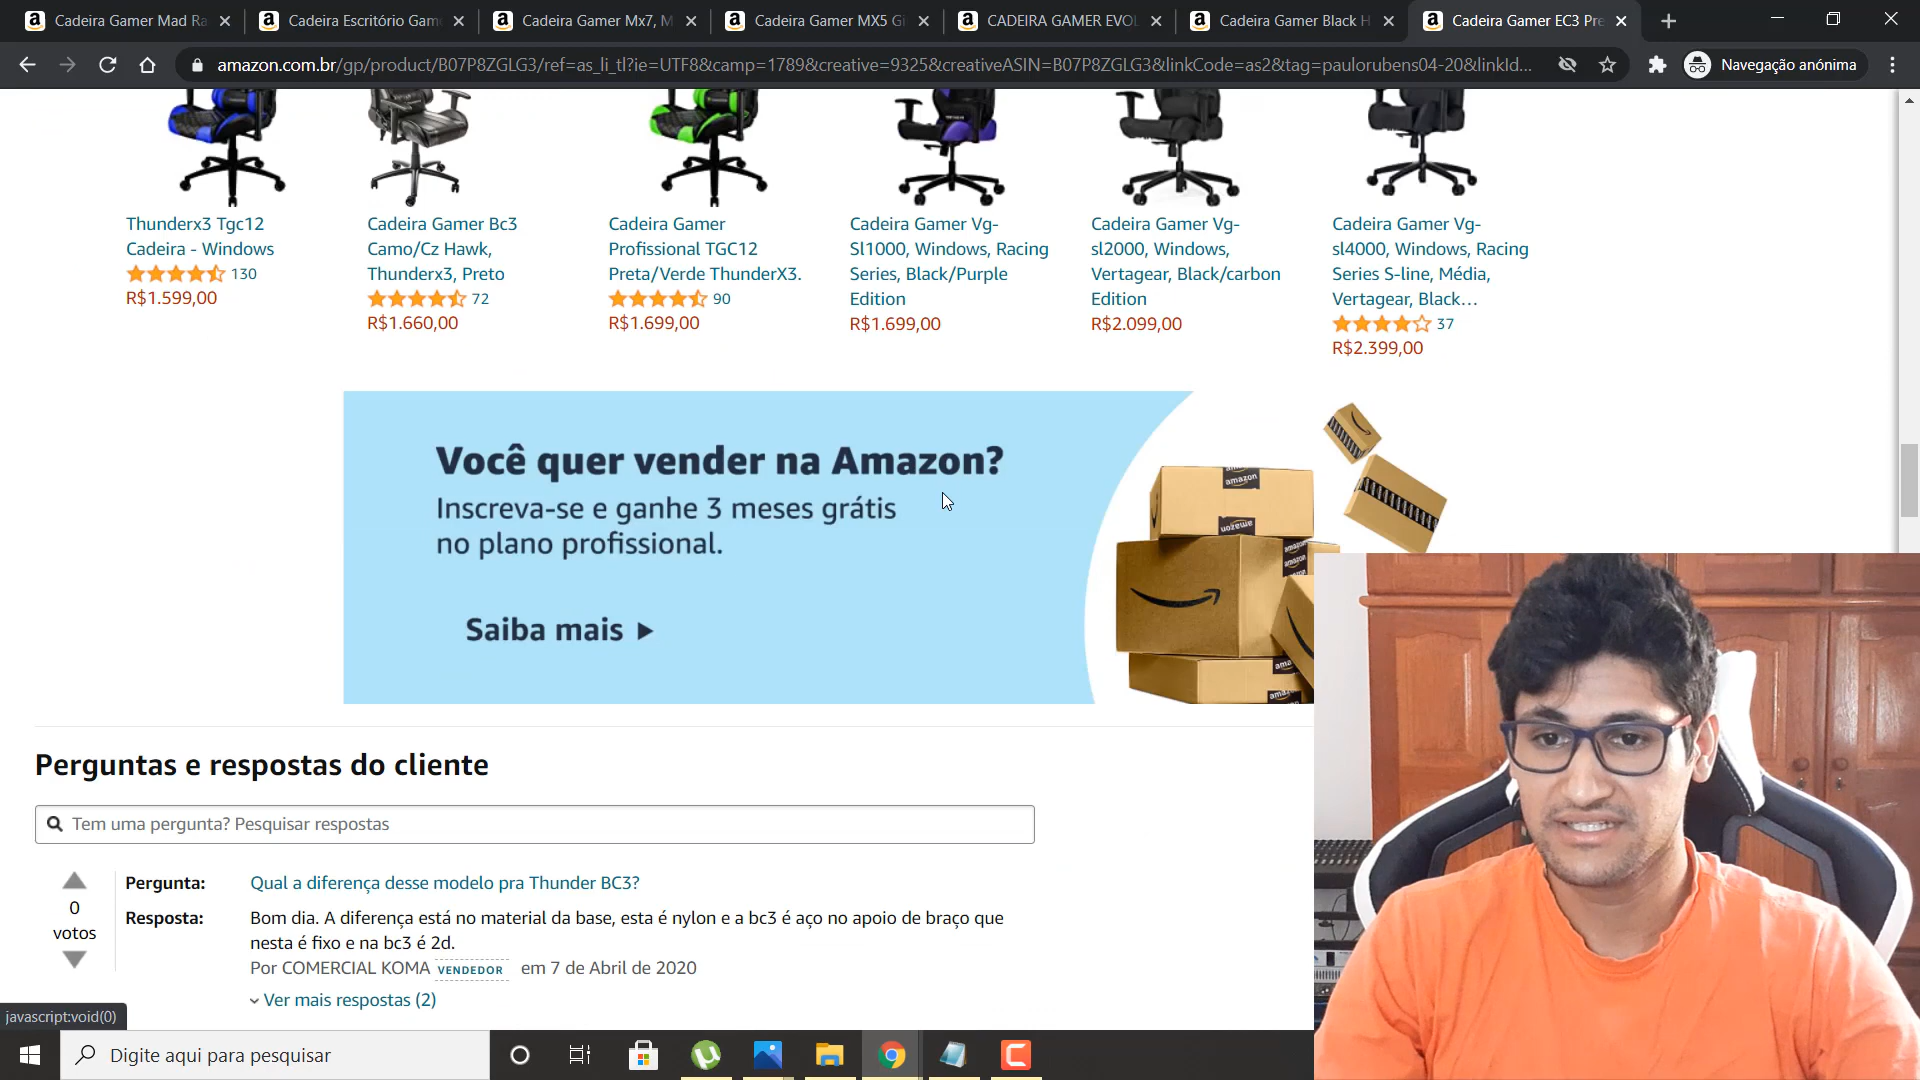 Cadeira Gamer Mad Ra
Cadeira Escritório Gam
Cadeira Gamer Mx7, M
Cadeira Gamer MX5 Gi
CADEIRA GAMER EVOL
Cadeira Gamer Black H
Cadeira Gamer EC3 Pre
amazon.com.br/gp/product/B07P8ZGLG3/ref=as_li_tl?ie=UTF8&camp=1789&creative=9325&creativeASIN=B07P8ZGLG3&linkCode=as2&tag=paulorubens04-20&linkId...
Navegação anónima
Thunderx3 Tgc12
Cadeira - Windows
130
R$1.599,00
Cadeira Gamer Bc3
Camo/Cz Hawk,
Thunderx3, Preto
72
R$1.660,00
Cadeira Gamer
Profissional TGC12
Preta/Verde ThunderX3.
90
R$1.699,00
Cadeira Gamer Vg-
Sl1000, Windows, Racing
Series, Black/Purple
Edition
R$1.699,00
Cadeira Gamer Vg-
sl2000, Windows,
Vertagear, Black/carbon
Edition
R$2.099,00
Cadeira Gamer Vg-
sl4000, Windows, Racing
Series S-line, Média,
Vertagear, Black...
37
R$2.399,00
Você quer vender na Amazon?
Inscreva-se e ganhe 3 meses grátis
no plano profissional.
Saiba mais
amazon
amazon
Perguntas e respostas do cliente
Tem uma pergunta? Pesquisar respostas
0
votos
Pergunta:
Qual a diferença desse modelo pra Thunder BC3?
Resposta:
Bom dia. A diferença está no material da base, esta é nylon e a bc3 é aço no apoio de braço que
nesta é fixo e na bc3 é 2d.
Por COMERCIAL KOMA VENDEDOR em 7 de Abril de 2020
Ver mais respostas (2)
javascript:void(0)
Digite aqui para pesquisar